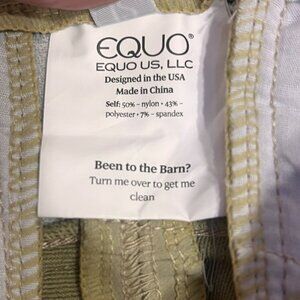 EQUO®
EQUO US, LLC
Designed in the USA
Made in China
Self: 50% – nylon • 43% –
polyester • 7% – spandex
Been to the Barn?
Turn me over to get me
clean